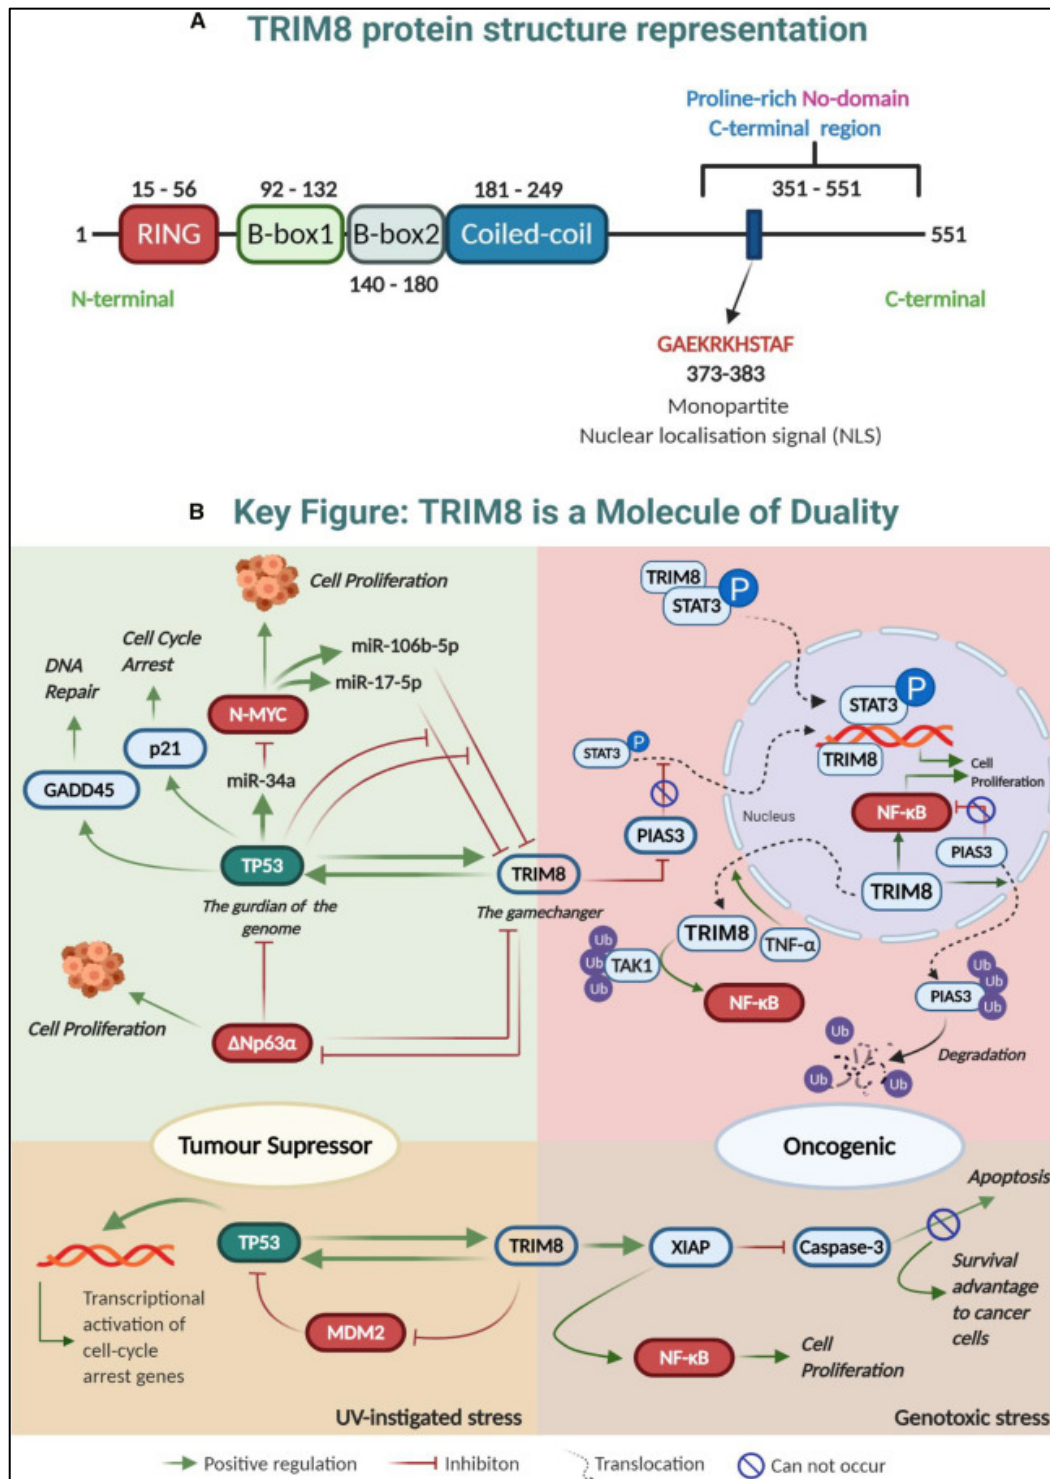 A TRIM8 protein structure representation
Proline-rich No-domain
C-terminal region
15 - 56
92 - 132
181 - 249
351 - 551
1
RING
B-box1
B-box2
Coiled-coil
551
140 - 180
N-terminal
C-terminal
GAEKRKHSTAF
373-383
Monopartite
Nuclear localisation signal (NLS)
B Key Figure: TRIM8 is a Molecule of Duality
Cell Proliferation
miR-106b-5p
miR-17-5p
Cell Cycle
Arrest
DNA
Repair
N-MYC
p21
miR-34a
GADD45
TP53
The gurdian of the
genome
TRIM8
The gamechanger
Cell Proliferation
ΔNp63α
TRIM8
STAT3
P
STAT3
P
TRIM8
Cell
Proliferation
STAT3
P
PIAS3
Nucleus
NF-κB
PIAS3
TRIM8
TRIM8
TNF-α
Ub
Ub
Ub
TAK1
NF-κB
PIAS3
Ub
Ub
Ub
Degradation
Ub
Ub
Ub
Tumour Supressor
Oncogenic
TP53
TRIM8
XIAP
Caspase-3
Apoptosis
Survival
advantage
to cancer
cells
Transcriptional
activation of
cell-cycle
arrest genes
MDM2
NF-κB
Cell
Proliferation
UV-instigated stress
Genotoxic stress
Positive regulation
Inhibiton
Translocation
Can not occur